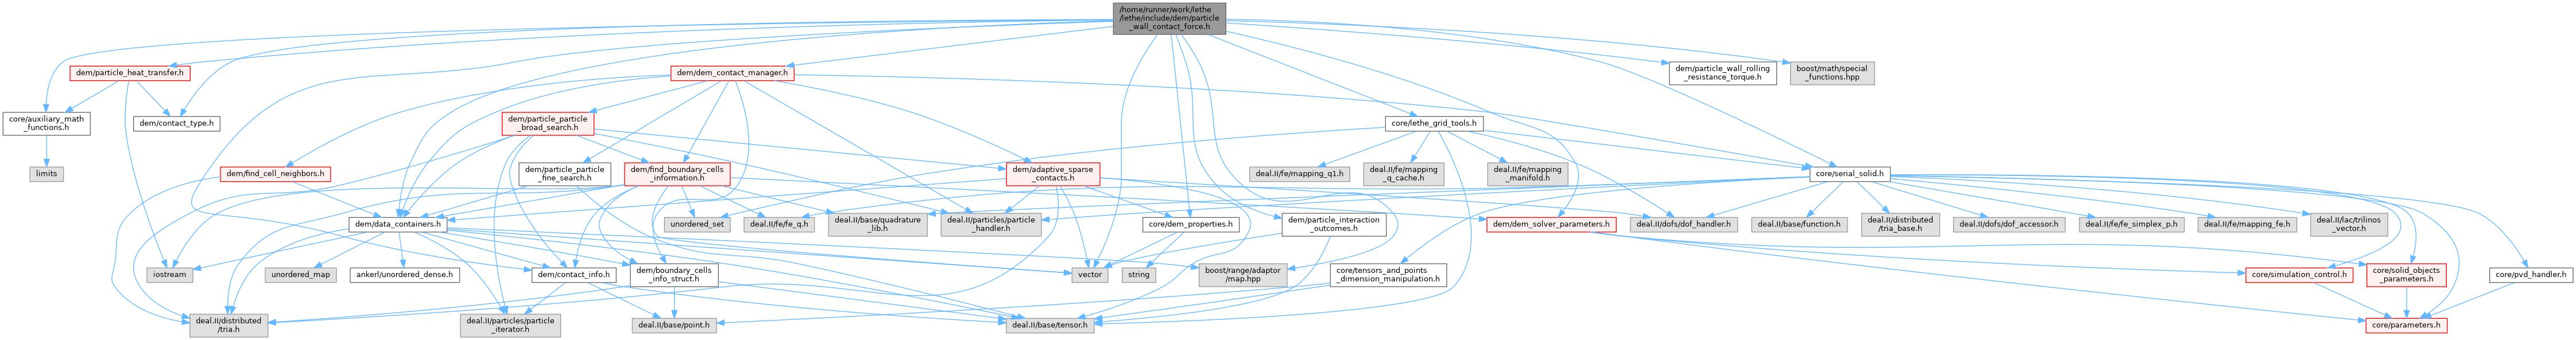 /home/runner/work/lethe
/lethe/include/dem/particle
_wall_contact_force.h
dem/particle_heat_transfer.h
dem/dem_contact_manager.h
dem/particle_wall_rolling
_resistance_torque.h
boost/math/special
_functions.hpp
core/auxiliary_math
_functions.h
dem/contact_type.h
dem/particle_particle
_broad_search.h
core/lethe_grid_tools.h
limits
dem/find_cell_neighbors.h
dem/particle_particle
_fine_search.h
dem/find_boundary_cells
_information.h
dem/adaptive_sparse
_contacts.h
deal.II/fe/mapping_q1.h
deal.II/fe/mapping
_q_cache.h
deal.II/fe/mapping
_manifold.h
core/serial_solid.h
dem/data_containers.h
unordered_set
deal.II/fe/fe_q.h
deal.II/base/quadrature
_lib.h
deal.II/particles/particle
_handler.h
core/dem_properties.h
dem/particle_interaction
_outcomes.h
dem/dem_solver_parameters.h
deal.II/dofs/dof_handler.h
deal.II/base/function.h
deal.II/distributed
/tria_base.h
deal.II/dofs/dof_accessor.h
deal.II/fe/fe_simplex_p.h
deal.II/fe/mapping_fe.h
deal.II/lac/trilinos
_vector.h
iostream
unordered_map
ankerl/unordered_dense.h
dem/contact_info.h
dem/boundary_cells
_info_struct.h
vector
string
boost/range/adaptor
/map.hpp
core/tensors_and_points
_dimension_manipulation.h
core/simulation_control.h
core/solid_objects
_parameters.h
core/pvd_handler.h
deal.II/distributed
/tria.h
deal.II/particles/particle
_iterator.h
deal.II/base/point.h
deal.II/base/tensor.h
core/parameters.h